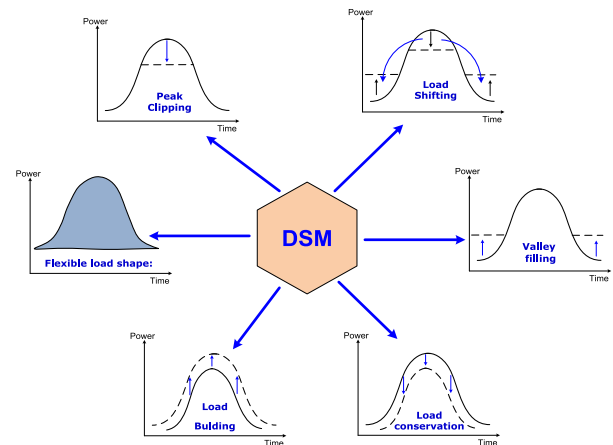 Power
Peak
Clipping
Time
Power
Load
Shifting
Time
Power
Flexible load shape:
Time
DSM
Power
Valley
filling
Time
Power
Load
Bulding
Time
Power
Load
conservation
Time